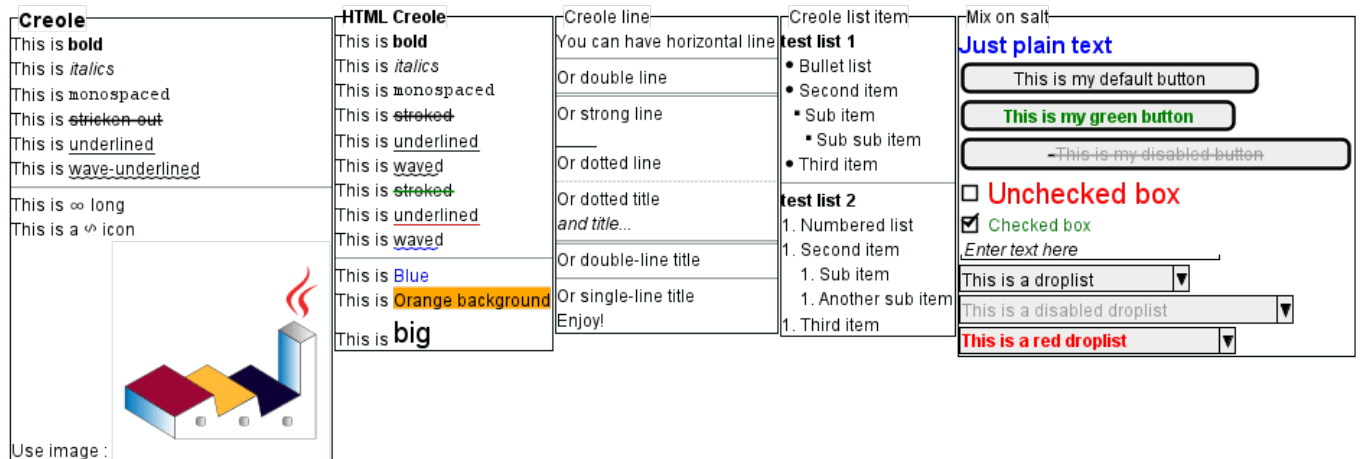 Creole
This is bold
This is italics
This is monospaced
This is stricken-out
This is underlined
This is wave-underlined
This is ∞ long
This is a icon
Use image :
HTML Creole
This is bold
This is italics
This is monospaced
This is stroked
This is underlined
This is waved
This is stroked
This is underlined
This is waved
This is Blue
This is Orange background
This is big
Creole line
You can have horizontal line
Or double line
Or strong line
Or dotted line
Or dotted title
and title...
Or double-line title
Or single-line title
Enjoy!
Creole list item
test list 1
• Bullet list
• Second item
▪ Sub item
▪ Sub sub item
• Third item
test list 2
1. Numbered list
1. Second item
1. Sub item
1. Another sub item
1. Third item
Mix on salt
Just plain text
This is my default button
This is my green button
-This is my disabled button
Unchecked box
Checked box
Enter text here
This is a droplist
This is a disabled droplist
This is a red droplist